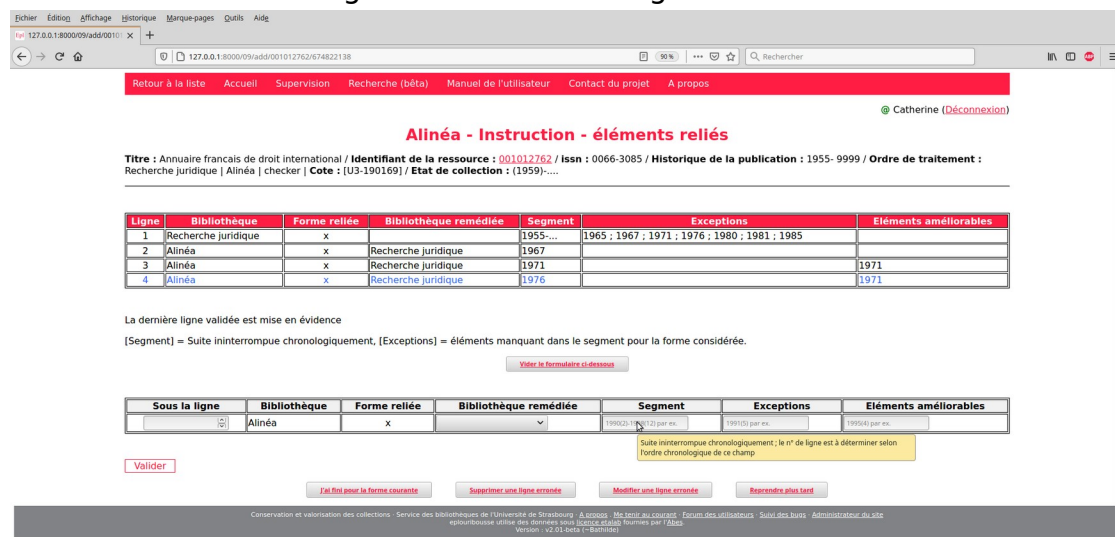 Fichier Édition Affichage Historique Marque-pages Outils Aide
127.0.0.1:8000/09/add/00101
127.0.0.1:8000/09/add/001012762/674822138 90% Rechercher
Retour à la liste Accueil Supervision Recherche (bêta) Manuel de l'utilisateur Contact du projet A propos
@ Catherine (Déconnexion)
Alinéa - Instruction - éléments reliés
Titre : Annuaire francais de droit international / Identifiant de la ressource : 001012762 / issn : 0066-3085 / Historique de la publication : 1955- 9999 / Ordre de traitement :
Recherche juridique | Alinéa | checker | Cote : [U3-190169] / Etat de collection : (1959)-....
Ligne Bibliothèque Forme reliée Bibliothèque remédiée Segment Exceptions Eléments améliorables
1 Recherche juridique x 1955-... 1965 ; 1967 ; 1971 ; 1976 ; 1980 ; 1981 ; 1985
2 Alinéa x Recherche juridique 1967
3 Alinéa x Recherche juridique 1971 1971
4 Alinéa x Recherche juridique 1976 1971
La dernière ligne validée est mise en évidence
[Segment] = Suite ininterrompue chronologiquement, [Exceptions] = éléments manquant dans le segment pour la forme considérée.
Vider le formulaire ci-dessous
Sous la ligne Bibliothèque Forme reliée Bibliothèque remédiée Segment Exceptions Eléments améliorables
Alinéa x 1991(5) par ex. 1995(4) par ex.
Suite ininterrompue chronologiquement ; le n° de ligne est à déterminer selon
l'ordre chronologique de ce champ
Valider
J'ai fini pour la forme courante Supprimer une ligne erronée Modifier une ligne erronée Reprendre plus tard
Conservation et valorisation des collections - Service des bibliothèques de l'Université de Strasbourg - A propos - Me tenir au courant - Forum des utilisateurs - Suivi des bugs - Administrateur du site
eplouribousse utilise des données sous licence etalab fournies par l'Abes.
Version : v2.01-beta (~Bathilde)